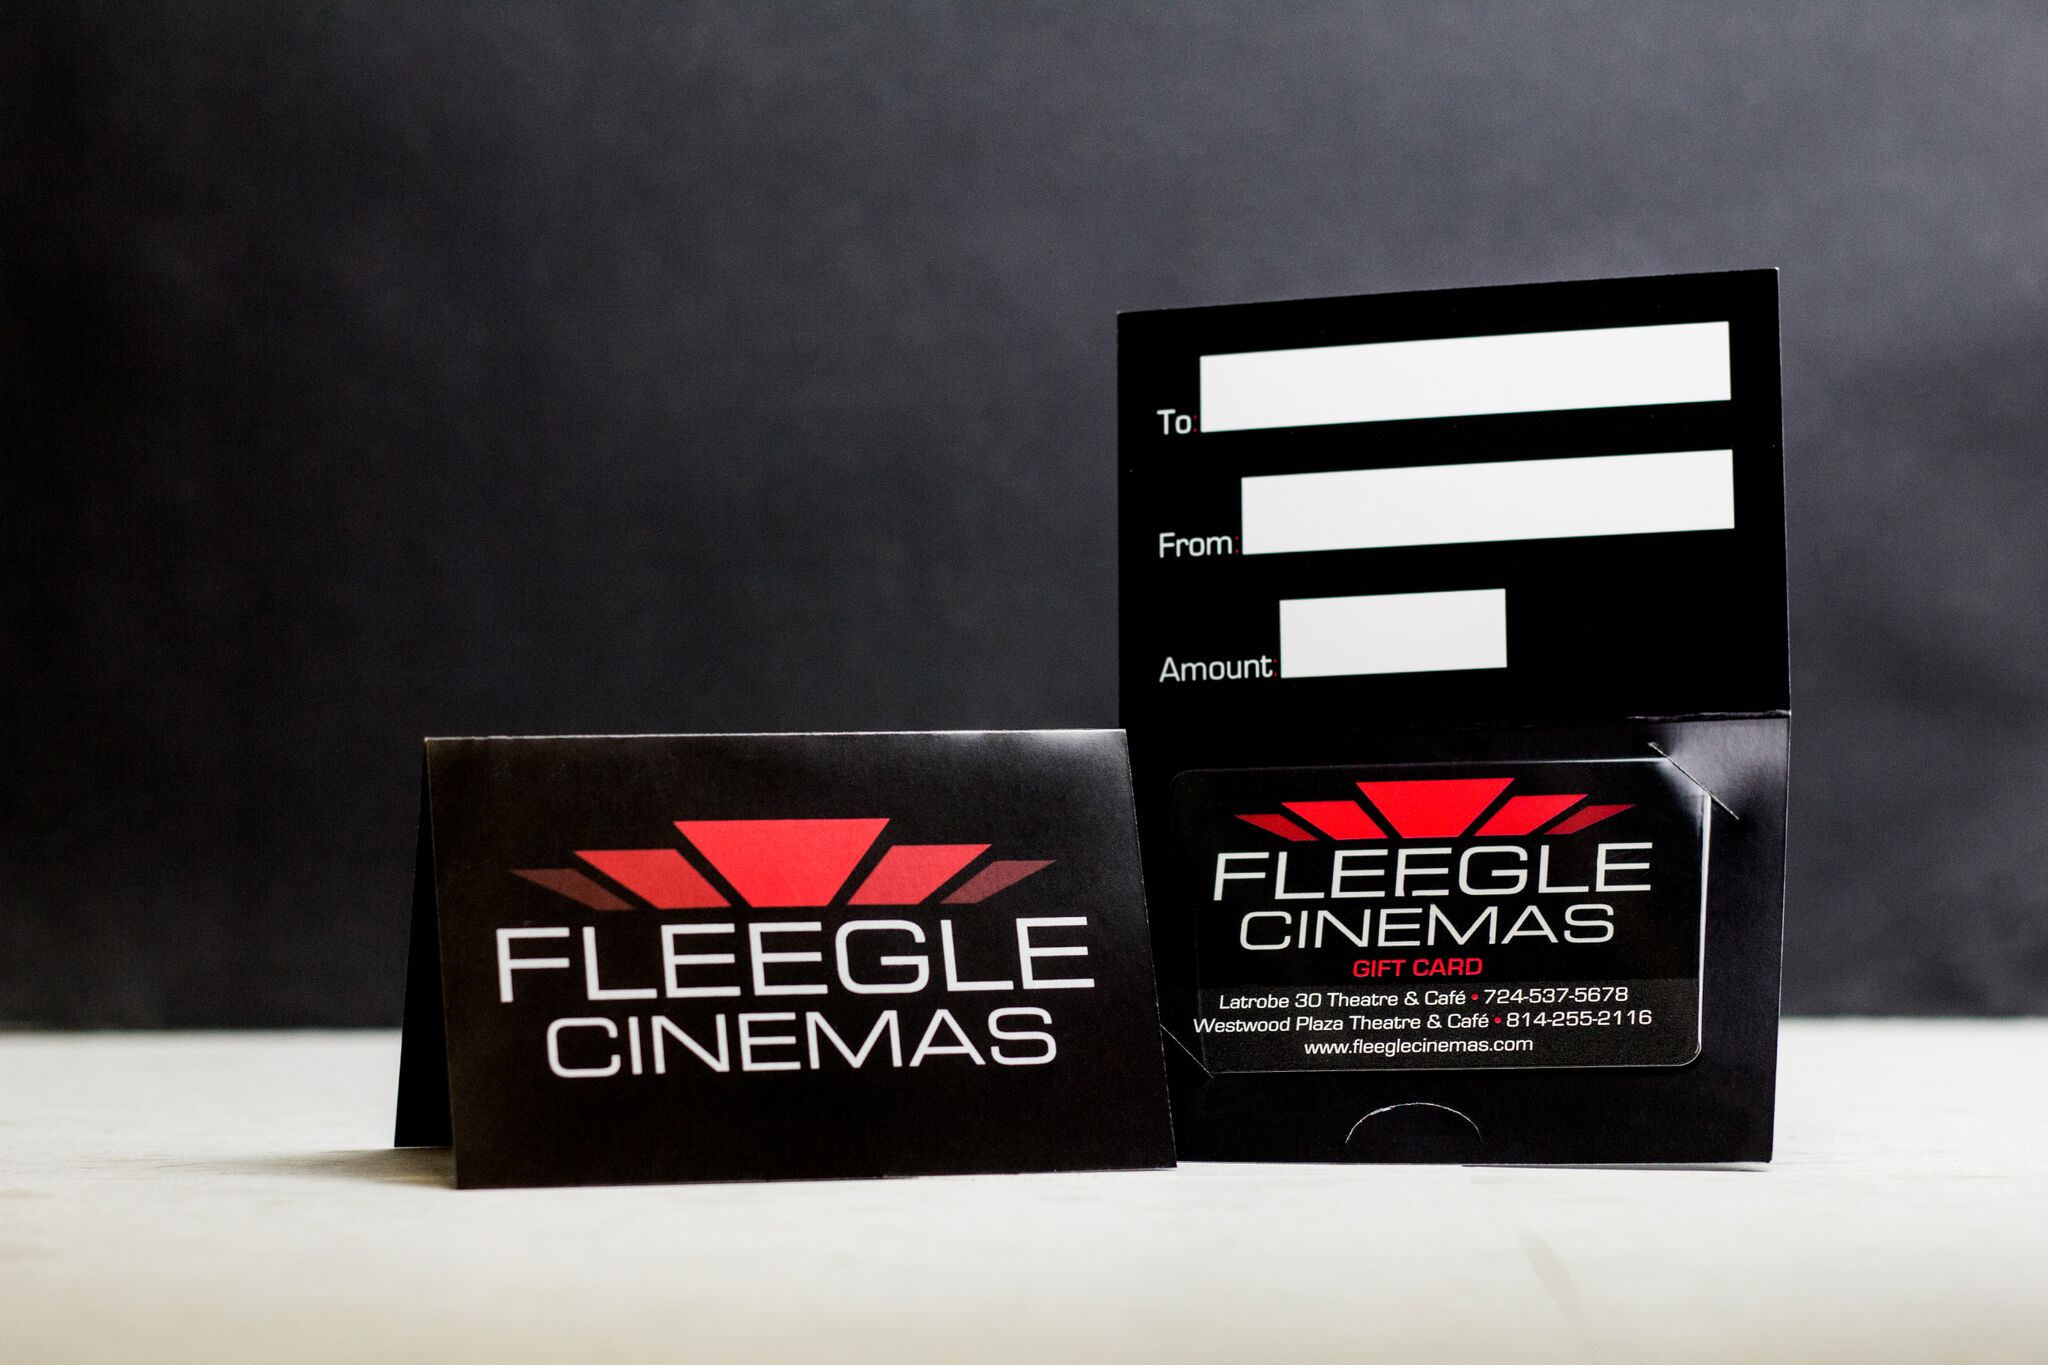 FLEEGLE
CINEMAS
To:
From:
Amount:
FLEEGLE
CINEMAS
GIFT CARD
Latrobe 30 Theatre & Café • 724-537-5678
Westwood Plaza Theatre & Café • 814-255-2116
www.fleeglecinemas.com